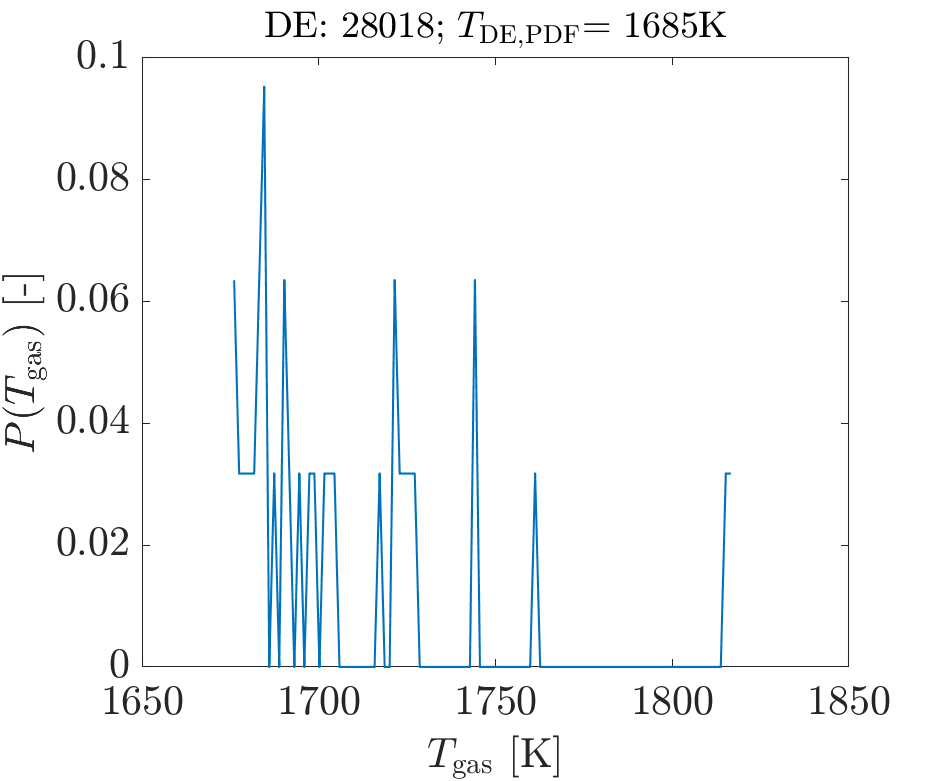 DE: 28018; T_DE,PDF= 1685K
0.1
0.08
0.06
0.04
0.02
0
P(T_gas) [-]
1650 1700 1750 1800 1850
T_gas [K]